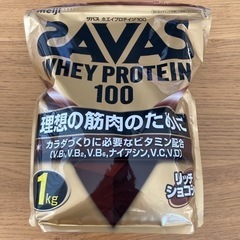 meiji
ザバス ホエイプロテイン100
SAVAS
WHEY PROTEIN
100
理想の筋肉のために
カラダづくりに必要なビタミン配合
(V.B₂、V.B₆、ナイアシン、V.C、V.D)
リッチ
ショコラ
1kg